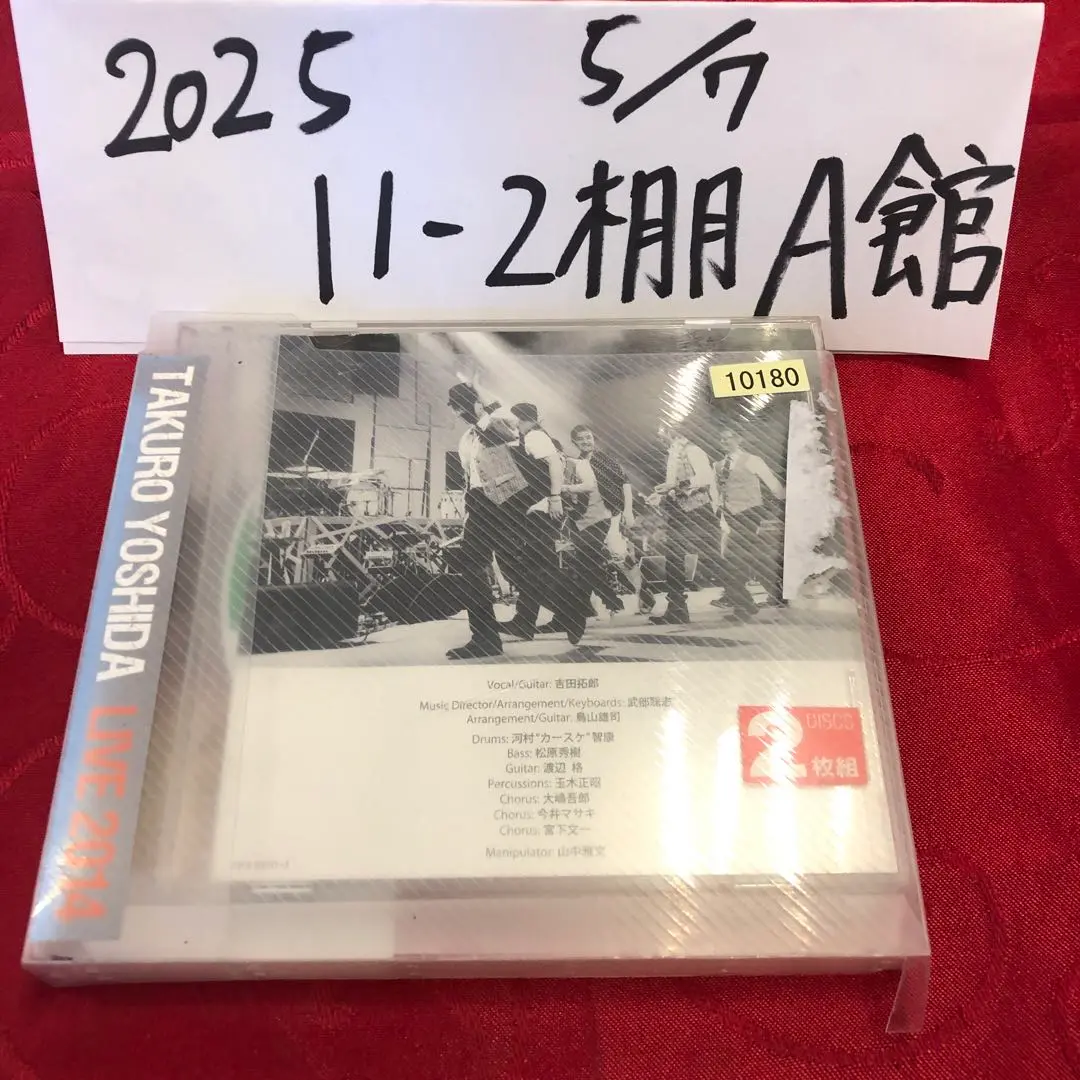 2025 5/7
11-2棚A館
10180
TAKURO YOSHIDA LIVE 2014
Vocal/Guitar: 吉田拓郎
Music Director/Arrangement/Keyboards: 武部聡志
Arrangement/Guitar: 鳥山雄司
Drums: 河村"カースケ"智康
Bass: 松原秀樹
Guitar: 渡辺 格
Percussions: 玉木正昭
Chorus: 大嶋吾郎
Chorus: 今井マサキ
Chorus: 宮下文一
Manipulator: 山中雅文
2 DISCS
枚組